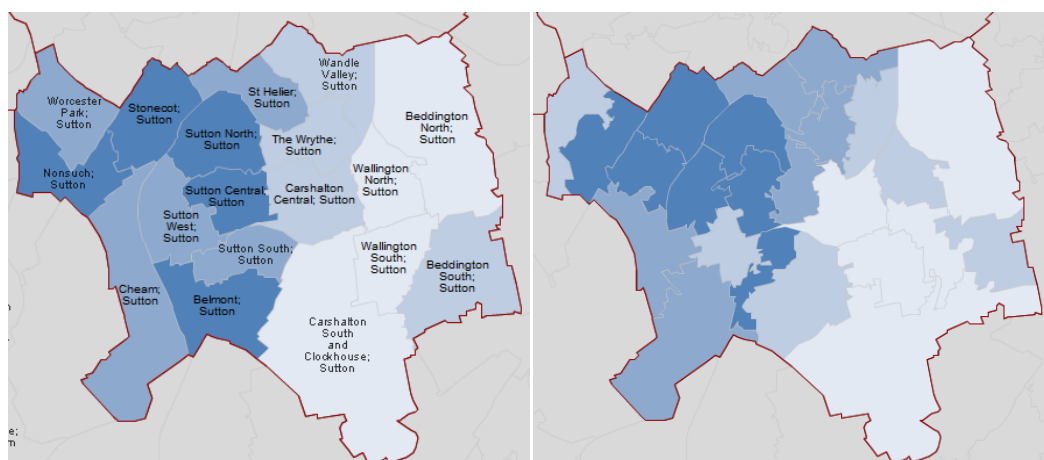 Wandle
Valley;
Sutton
St Helier;
Sutton
Worcester
Park;
Sutton
Stonecot;
Sutton
Sutton North;
Sutton
The Wrythe;
Sutton
Beddington
North;
Sutton
Nonsuch;
Sutton
Sutton Central;
Sutton
Carshalton
Central; Sutton
Wallington
North;
Sutton
Sutton
West;
Sutton
Sutton South;
Sutton
Wallington
South;
Sutton
Beddington
South;
Sutton
Cheam;
Sutton
Belmont;
Sutton
Carshalton
South
and
Clockhouse;
Sutton